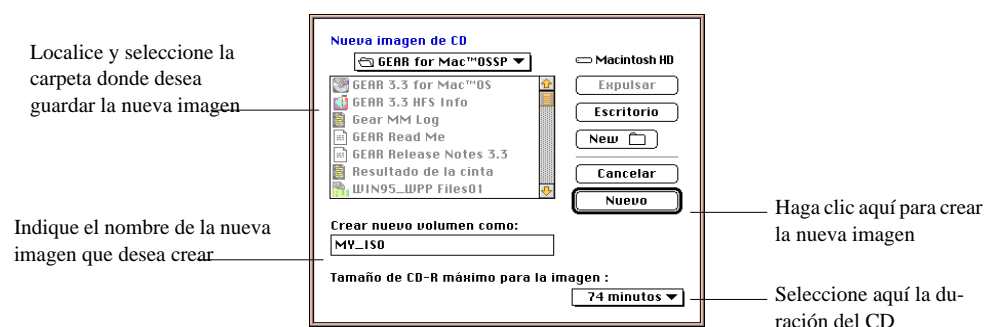 Localice y seleccione la
carpeta donde desea
guardar la nueva imagen
Nueva imagen de CD
GEAR for Mac™OSSP
GEAR 3.3 for Mac™OS
GEAR 3.3 HFS Info
Gear MM Log
GEAR Read Me
GEAR Release Notes 3.3
Resultado de la cinta
WIN95_WPP Files01
Macintosh HD
Expulsar
Escritorio
New
Cancelar
Nuevo
Indique el nombre de la nueva
imagen que desea crear
Crear nuevo volumen como:
MY_ISO
Tamaño de CD-R máximo para la imagen :
74 minutos
Haga clic aquí para crear
la nueva imagen
Seleccione aquí la du-
ración del CD